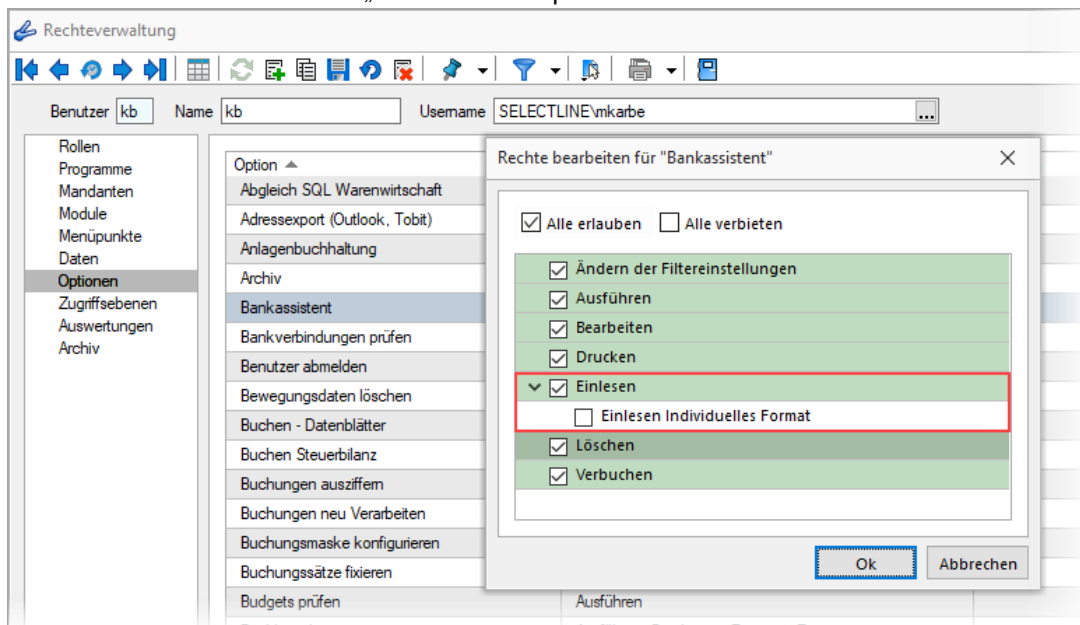 Rechteverwaltung
Benutzer kb Name kb Username SELECTLINE\mkarbe ...
Rollen
Programme
Mandanten
Module
Menüpunkte
Daten
Optionen
Zugriffsebenen
Auswertungen
Archiv
Option
Abgleich SQL Warenwirtschaft
Adressexport (Outlook, Tobit)
Anlagenbuchhaltung
Archiv
Bankassistent
Bankverbindungen prüfen
Benutzer abmelden
Bewegungsdaten löschen
Buchen - Datenblätter
Buchen Steuerbilanz
Buchungen ausziffern
Buchungen neu Verarbeiten
Buchungsmaske konfigurieren
Buchungssätze fixieren
Budgets prüfen Ausführen
Rechte bearbeiten für "Bankassistent"
Alle erlauben Alle verbieten
Ändern der Filtereinstellungen
Ausführen
Bearbeiten
Drucken
Einlesen
Einlesen Individuelles Format
Löschen
Verbuchen
Ok Abbrechen